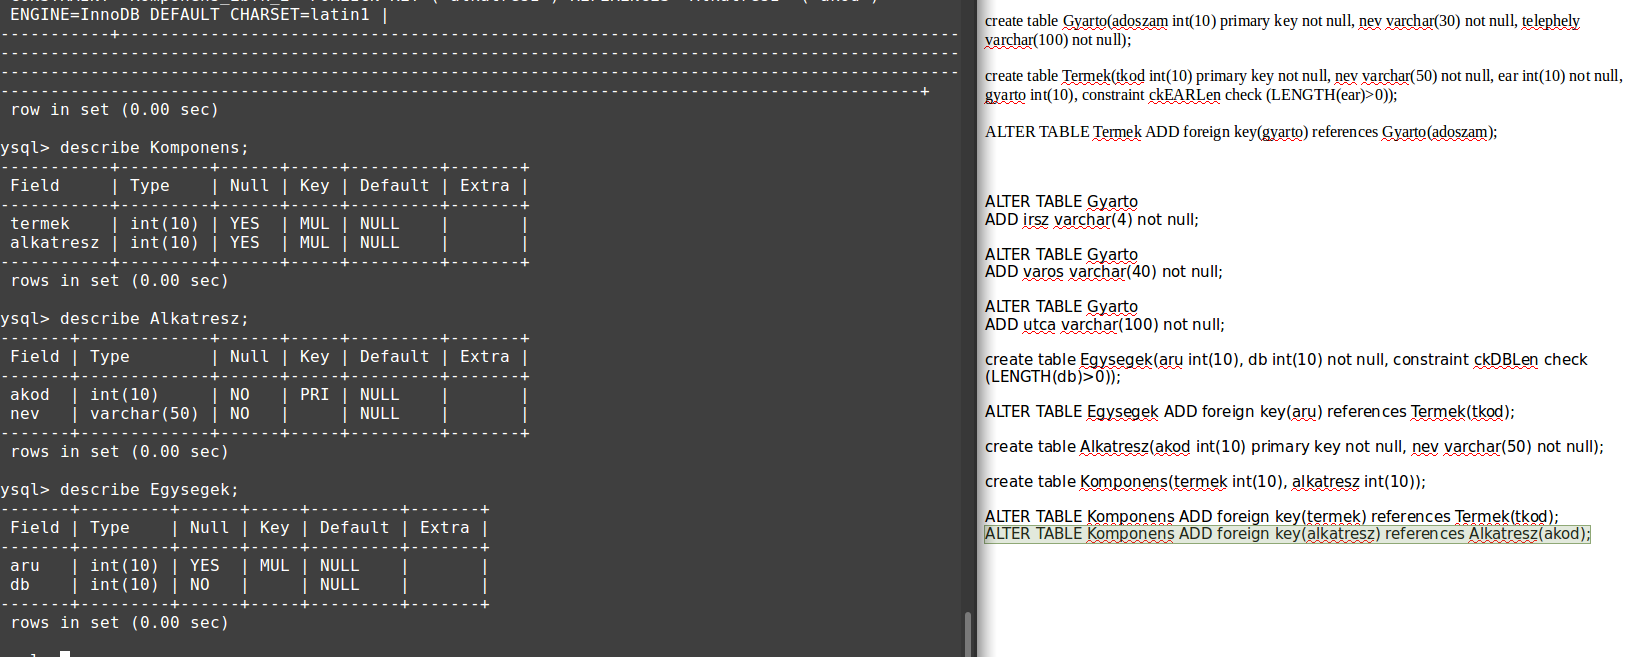 ENGINE=InnoDB DEFAULT CHARSET=latin1 |
row in set (0.00 sec)
ysql> describe Komponens;
Field | Type | Null | Key | Default | Extra |
termek | int(10) | YES | MUL | NULL | |
alkatresz | int(10) | YES | MUL | NULL | |
rows in set (0.00 sec)
ysql> describe Alkatresz;
Field | Type | Null | Key | Default | Extra |
akod | int(10) | NO | PRI | NULL | |
nev | varchar(50) | NO | | NULL | |
rows in set (0.00 sec)
ysql> describe Egysegek;
Field | Type | Null | Key | Default | Extra |
aru | int(10) | YES | MUL | NULL | |
db | int(10) | NO | | NULL | |
rows in set (0.00 sec)
create table Gyarto(adoszam int(10) primary key not null, nev varchar(30) not null, telephely
varchar(100) not null);
create table Termek(tkod int(10) primary key not null, nev varchar(50) not null, ear int(10) not null,
gyarto int(10), constraint ckEARLen check (LENGTH(ear)>0));
ALTER TABLE Termek ADD foreign key(gyarto) references Gyarto(adoszam);
ALTER TABLE Gyarto
ADD irsz varchar(4) not null;
ALTER TABLE Gyarto
ADD varos varchar(40) not null;
ALTER TABLE Gyarto
ADD utca varchar(100) not null;
create table Egysegek(aru int(10), db int(10) not null, constraint ckDBLen check
(LENGTH(db)>0));
ALTER TABLE Egysegek ADD foreign key(aru) references Termek(tkod);
create table Alkatresz(akod int(10) primary key not null, nev varchar(50) not null);
create table Komponens(termek int(10), alkatresz int(10));
ALTER TABLE Komponens ADD foreign key(termek) references Termek(tkod);
ALTER TABLE Komponens ADD foreign key(alkatresz) references Alkatresz(akod);